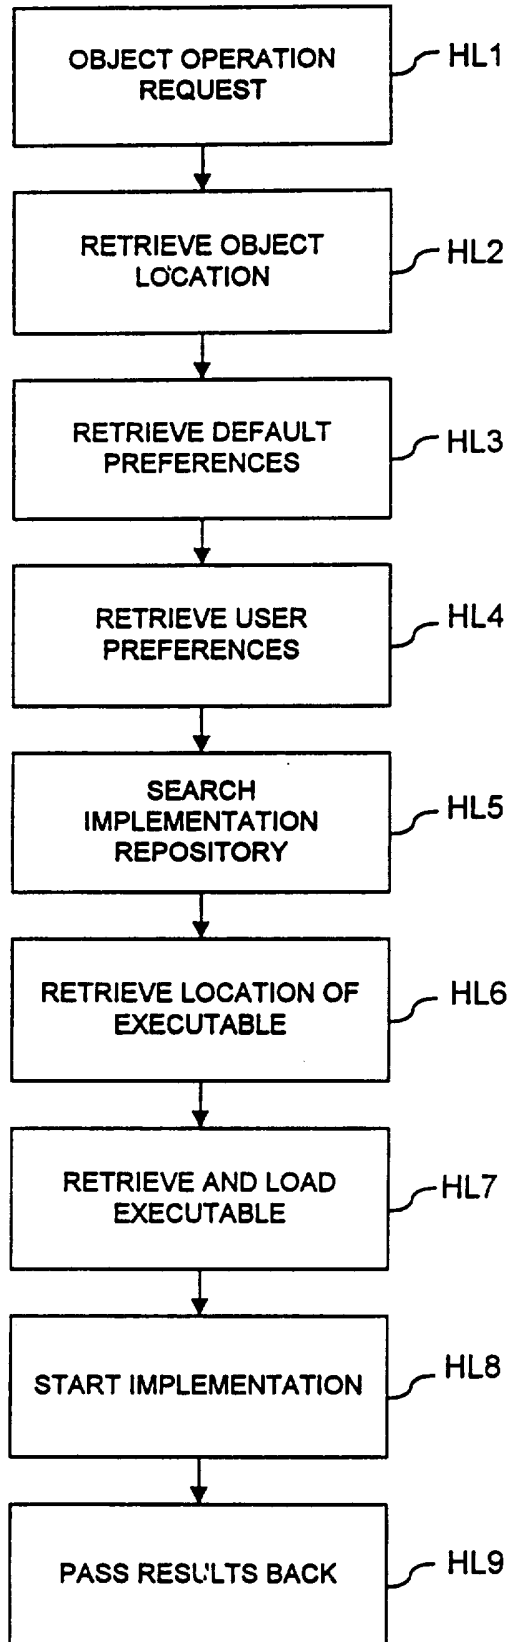 OBJECT OPERATION
REQUEST
HL1
RETRIEVE OBJECT
LOCATION
HL2
RETRIEVE DEFAULT
PREFERENCES
HL3
RETRIEVE USER
PREFERENCES
HL4
SEARCH
IMPLEMENTATION
REPOSITORY
HL5
RETRIEVE LOCATION OF
EXECUTABLE
HL6
RETRIEVE AND LOAD
EXECUTABLE
HL7
START IMPLEMENTATION
HL8
PASS RESULTS BACK
HL9